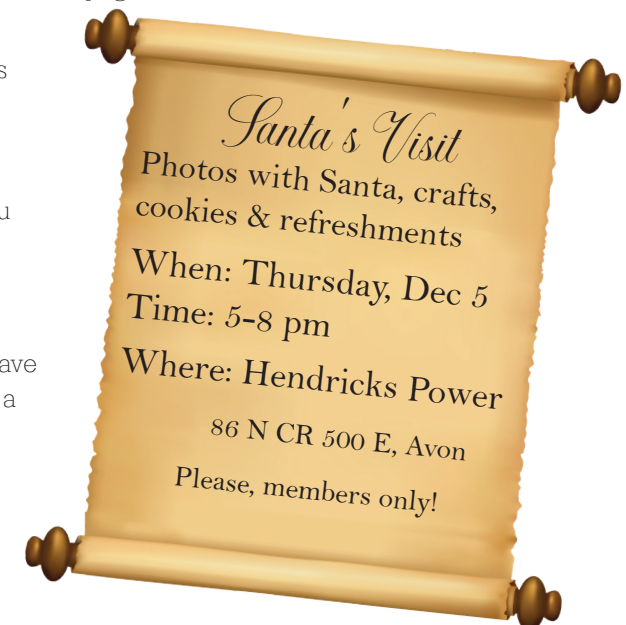 s
u
ave
a
Santa's Visit
Photos with Santa, crafts,
cookies & refreshments
When: Thursday, Dec 5
Time: 5-8 pm
Where: Hendricks Power
86 N CR 500 E, Avon
Please, members only!